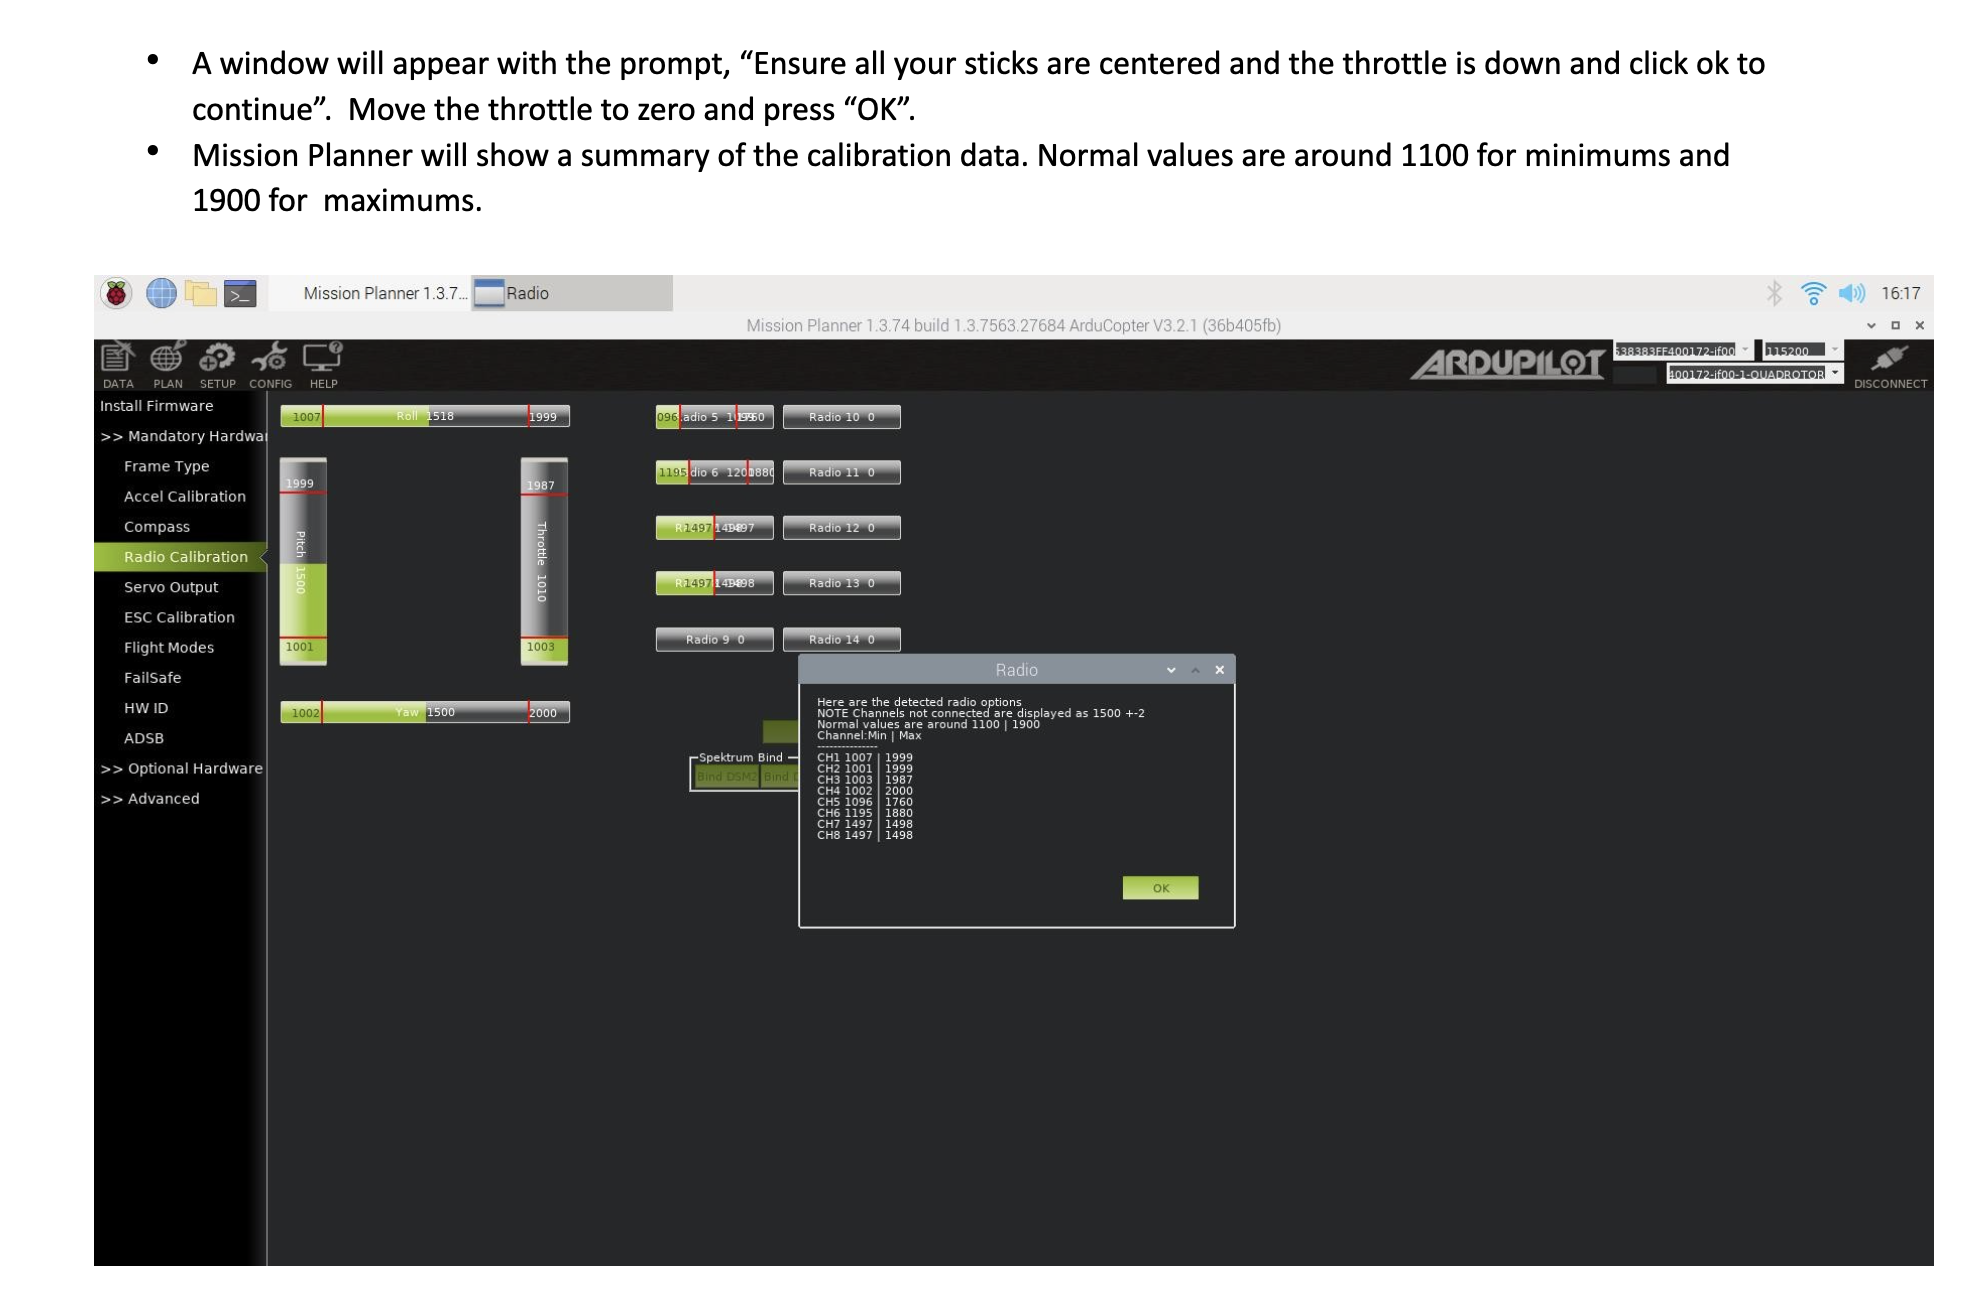 • A window will appear with the prompt, “Ensure all your sticks are centered and the throttle is down and click ok to
continue”.  Move the throttle to zero and press “OK”.
• Mission Planner will show a summary of the calibration data. Normal values are around 1100 for minimums and
1900 for  maximums.
Mission Planner 1.3.7...
Radio
16:17
Mission Planner 1.3.74 build 1.3.7563.27684 ArduCopter V3.2.1 (36b405fb)
DATA PLAN SETUP CONFIG HELP
ARDUPILOT
400172-if00
115200
400172-if00-1-QUADROTOR
DISCONNECT
Install Firmware
>> Mandatory Hardwar
Frame Type
Accel Calibration
Compass
Radio Calibration
Servo Output
ESC Calibration
Flight Modes
FailSafe
HW ID
ADSB
>> Optional Hardware
>> Advanced
1007 Roll 1518 1999
1999
Pitch 1500
1001
1987
Throttle 1010
1003
1002 Yaw 1500 2000
adio 5
Radio 10 0
1195 dio 6
Radio 11 0
1497
Radio 12 0
1497
Radio 13 0
Radio 9 0
Radio 14 0
Spektrum Bind
Bind DSM2
Bind
Radio
Here are the detected radio options
NOTE Channels not connected are displayed as 1500 +-2
Normal values are around 1100 | 1900
Channel:Min | Max
---------------
CH1 1007 | 1999
CH2 1001 | 1999
CH3 1003 | 1987
CH4 1002 | 2000
CH5 1096 | 1760
CH6 1195 | 1880
CH7 1497 | 1498
CH8 1497 | 1498
OK